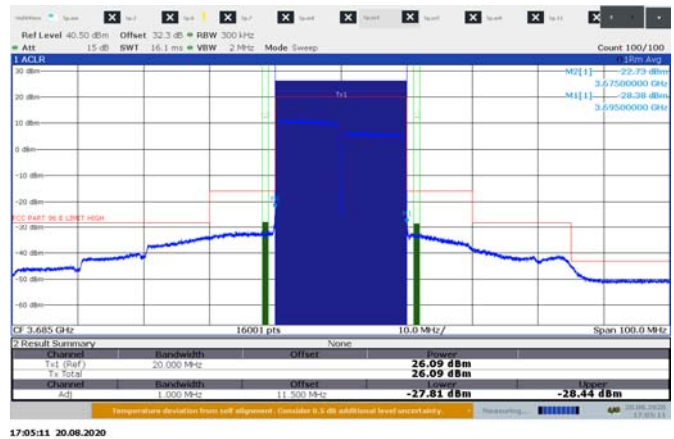 MultiView Spectrum
Ref Level 40.50 dBm Offset 32.3 dB RBW 300 kHz
Att 15 dB SWT 16.1 ms VBW 2 MHz Mode Sweep Count 100/100
1 ACLR 1Rm Avg
30 dBm
M2[1] -22.73 dBm
3.67500000 GHz
M1[1] -28.38 dBm
3.69500000 GHz
Tx1
10 dBm
0 dBm
-10 dBm
-20 dBm
FCC PART 96 E LIMIT HIGH
-30 dBm
-40 dBm
-50 dBm
-60 dBm
CF 3.685 GHz 16001 pts 10.0 MHz/ Span 100.0 MHz
2 Result Summary None
Channel Bandwidth Offset Power
Tx1 (Ref) 20.000 MHz 26.09 dBm
Tx Total 26.09 dBm
Channel Bandwidth Offset Lower Upper
Adj 1.000 MHz 11.500 MHz -27.81 dBm -28.44 dBm
Temperature deviation from self alignment. Consider 0.5 dB additional level uncertainty. Measuring... 20.08.2020
17:05:11
17:05:11 20.08.2020